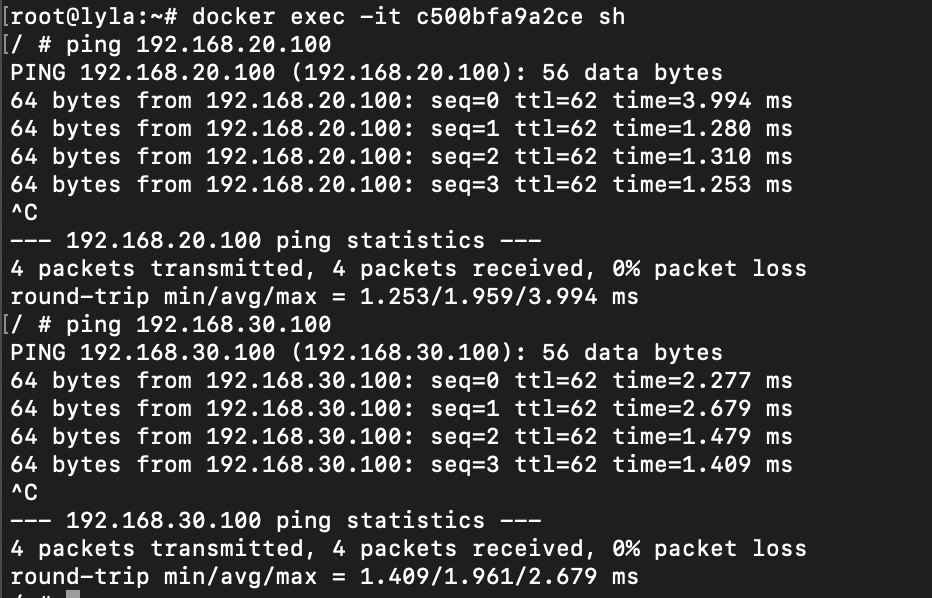 [root@lyla:~# docker exec -it c500bfa9a2ce sh
[/ # ping 192.168.20.100
PING 192.168.20.100 (192.168.20.100): 56 data bytes
64 bytes from 192.168.20.100: seq=0 ttl=62 time=3.994 ms
64 bytes from 192.168.20.100: seq=1 ttl=62 time=1.280 ms
64 bytes from 192.168.20.100: seq=2 ttl=62 time=1.310 ms
64 bytes from 192.168.20.100: seq=3 ttl=62 time=1.253 ms
^C
--- 192.168.20.100 ping statistics ---
4 packets transmitted, 4 packets received, 0% packet loss
round-trip min/avg/max = 1.253/1.959/3.994 ms
[/ # ping 192.168.30.100
PING 192.168.30.100 (192.168.30.100): 56 data bytes
64 bytes from 192.168.30.100: seq=0 ttl=62 time=2.277 ms
64 bytes from 192.168.30.100: seq=1 ttl=62 time=2.679 ms
64 bytes from 192.168.30.100: seq=2 ttl=62 time=1.479 ms
64 bytes from 192.168.30.100: seq=3 ttl=62 time=1.409 ms
^C
--- 192.168.30.100 ping statistics ---
4 packets transmitted, 4 packets received, 0% packet loss
round-trip min/avg/max = 1.409/1.961/2.679 ms
/ #